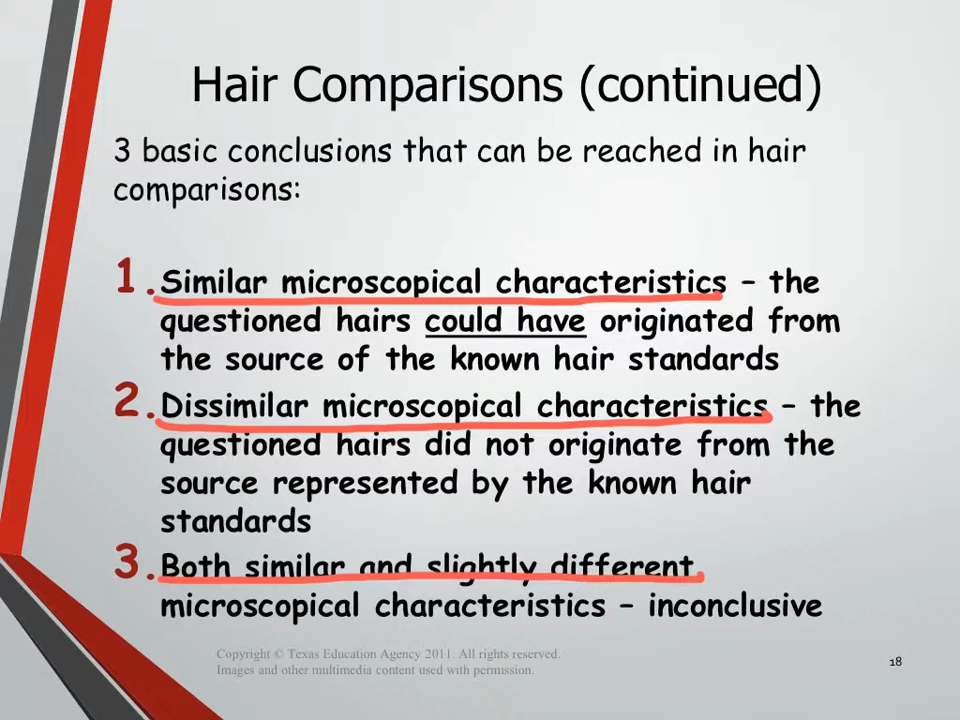 Hair Comparisons (continued)
3 basic conclusions that can be reached in hair
comparisons:
1. Similar microscopical characteristics – the
questioned hairs could have originated from
the source of the known hair standards
2. Dissimilar microscopical characteristics – the
questioned hairs did not originate from the
source represented by the known hair
standards
3. Both similar and slightly different
microscopical characteristics – inconclusive
Copyright © Texas Education Agency 2011. All rights reserved.
Images and other multimedia content used with permission.
18